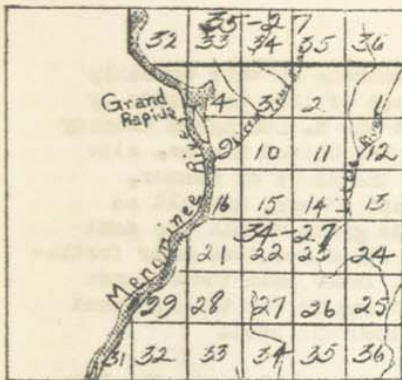 35-27
32 33 34 35 36
Grand
Rapids
4 3 2 1
9 10 11 12
Menominee River
16 15 14 13
34-27
21 22 23 24
29 28 27 26 25
31 32 33 34 35 36